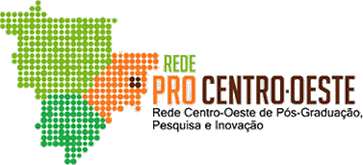 REDE
PRO CENTRO-OESTE
Rede Centro-Oeste de Pós-Graduação,
Pesquisa e Inovação